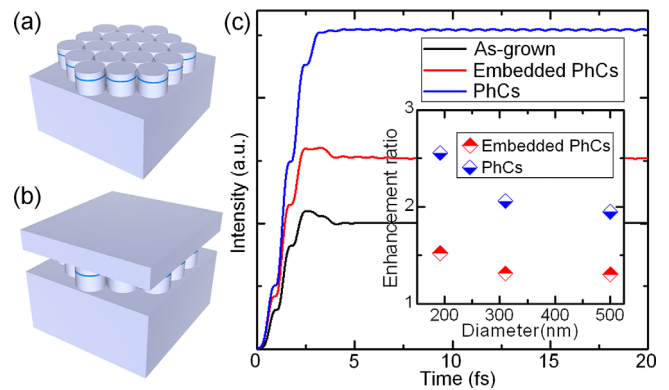 (a)
(b)
(c)
Intensity (a.u.)
As-grown
Embedded PhCs
PhCs
Enhancement ratio
3
2
1
Embedded PhCs
PhCs
200
300
400
500
Diameter(nm)
0
5
10
15
20
Time (fs)